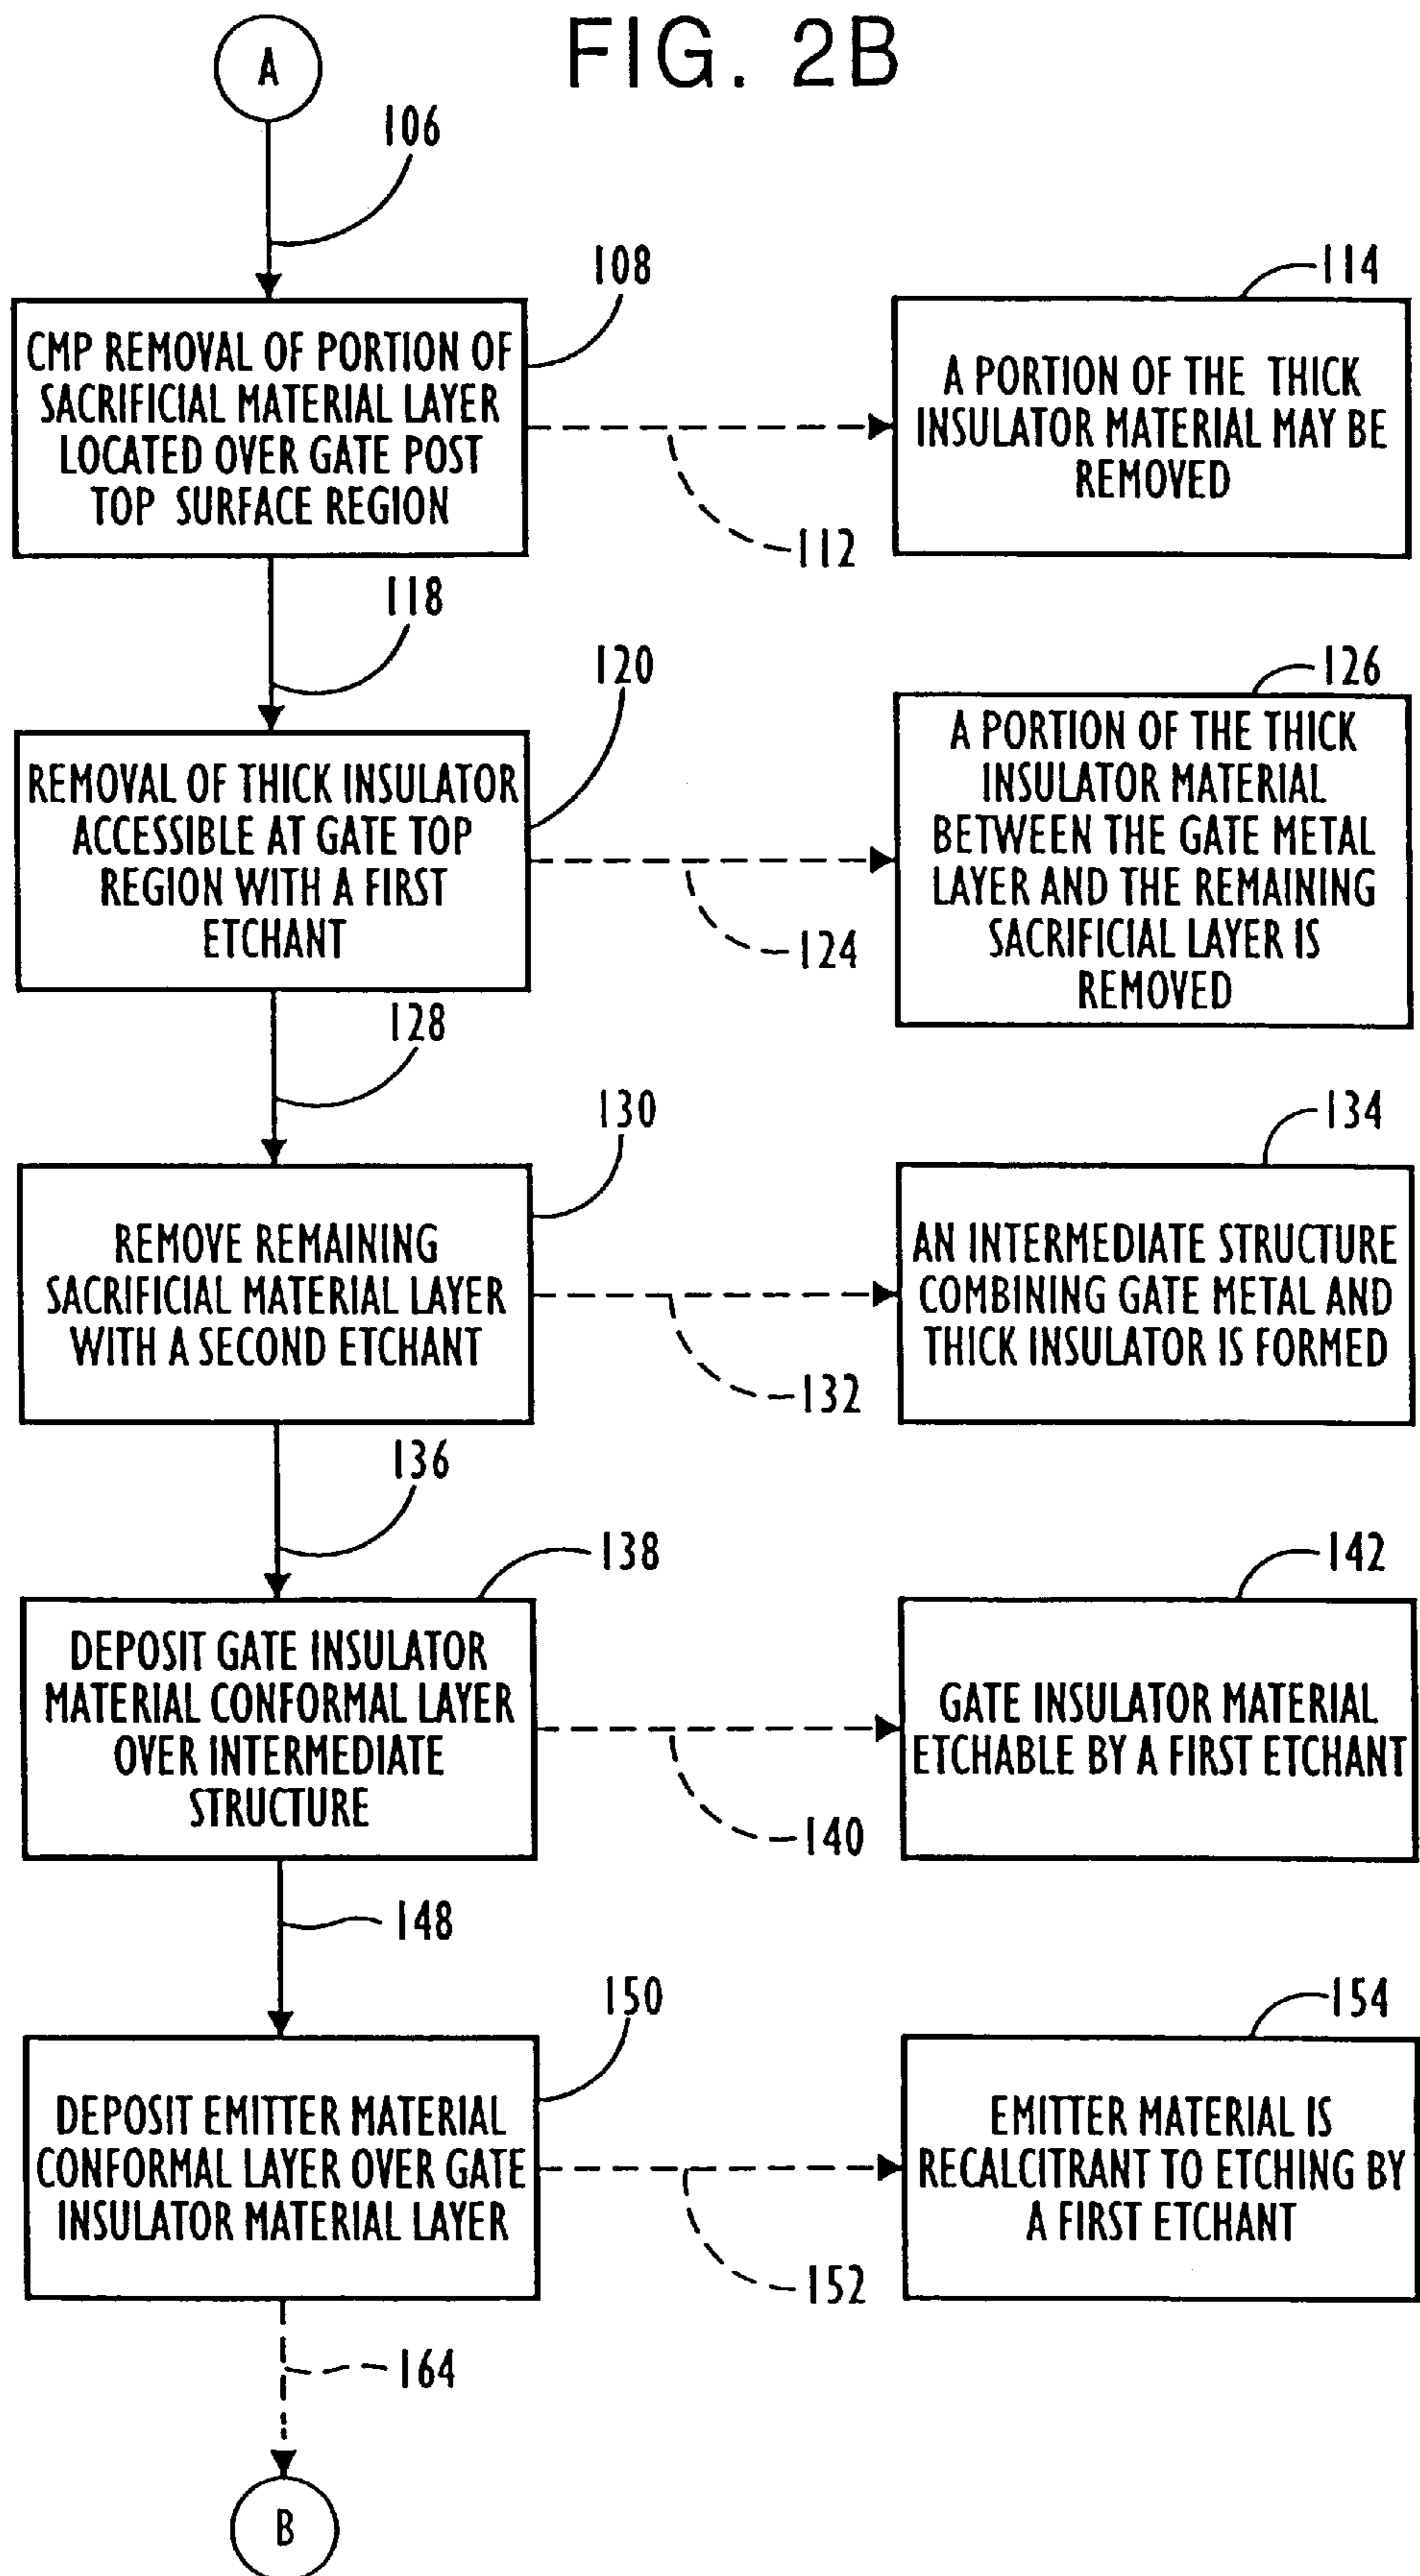 FIG. 2B
A
106
108
CMP REMOVAL OF PORTION OF
SACRIFICIAL MATERIAL LAYER
LOCATED OVER GATE POST
TOP SURFACE REGION
112
114
A PORTION OF THE THICK
INSULATOR MATERIAL MAY BE
REMOVED
118
120
REMOVAL OF THICK INSULATOR
ACCESSIBLE AT GATE TOP
REGION WITH A FIRST
ETCHANT
124
126
A PORTION OF THE THICK
INSULATOR MATERIAL
BETWEEN THE GATE METAL
LAYER AND THE REMAINING
SACRIFICIAL LAYER IS
REMOVED
128
130
REMOVE REMAINING
SACRIFICIAL MATERIAL LAYER
WITH A SECOND ETCHANT
132
134
AN INTERMEDIATE STRUCTURE
COMBINING GATE METAL AND
THICK INSULATOR IS FORMED
136
138
DEPOSIT GATE INSULATOR
MATERIAL CONFORMAL LAYER
OVER INTERMEDIATE
STRUCTURE
140
142
GATE INSULATOR MATERIAL
ETCHABLE BY A FIRST ETCHANT
148
150
DEPOSIT EMITTER MATERIAL
CONFORMAL LAYER OVER GATE
INSULATOR MATERIAL LAYER
152
154
EMITTER MATERIAL IS
RECALCITRANT TO ETCHING BY
A FIRST ETCHANT
164
B